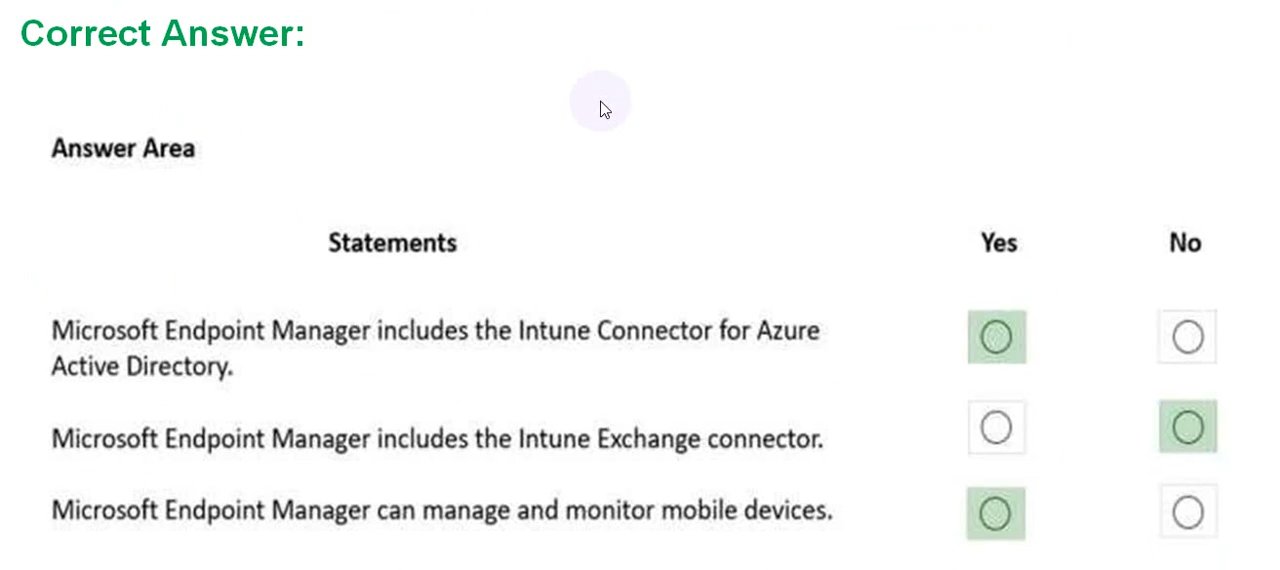 Correct Answer:
Answer Area
Statements Yes No
Microsoft Endpoint Manager includes the Intune Connector for Azure
Active Directory.
Microsoft Endpoint Manager includes the Intune Exchange connector.
Microsoft Endpoint Manager can manage and monitor mobile devices.